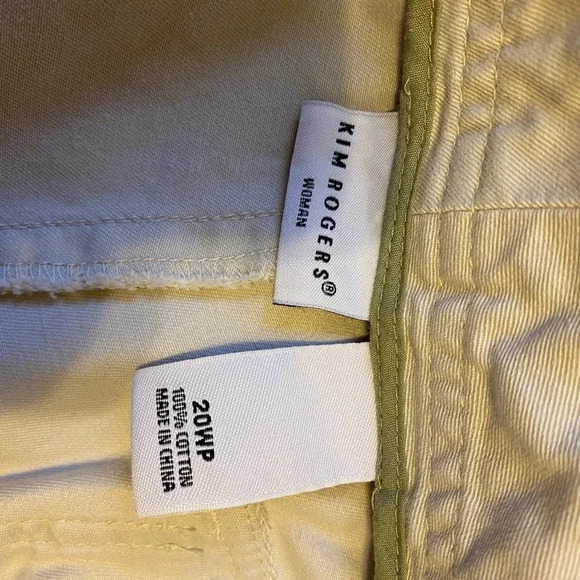 KIM ROGERS®
WOMAN
20WP
100% COTTON
MADE IN CHINA